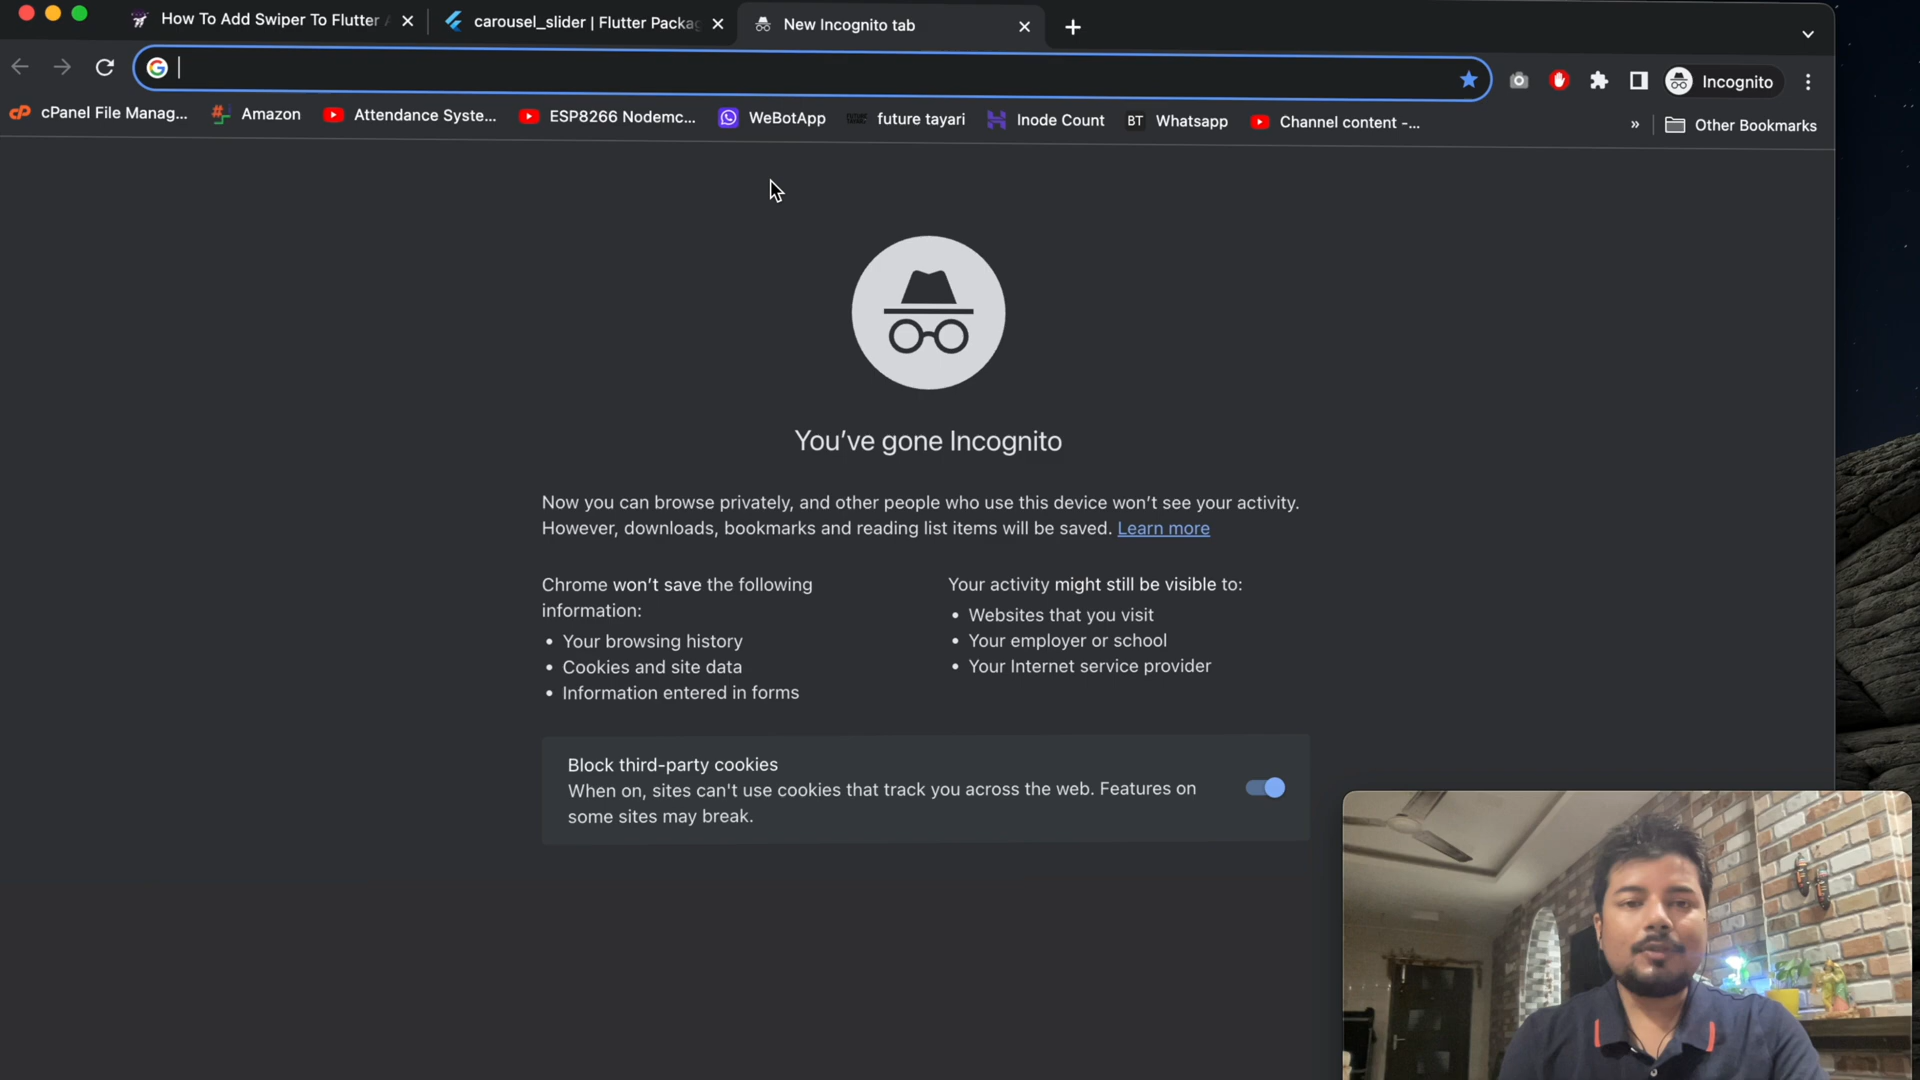 How To Add Swiper To Flutter
carousel_slider | Flutter Packa
New Incognito tab
cPanel File Manag...
Amazon
Attendance Syste...
ESP8266 Nodemc...
WeBotApp
future tayari
Inode Count
BT Whatsapp
Channel content -...
»
Other Bookmarks
Incognito
You've gone Incognito
Now you can browse privately, and other people who use this device won't see your activity.
However, downloads, bookmarks and reading list items will be saved. Learn more
Chrome won't save the following
information:
• Your browsing history
• Cookies and site data
• Information entered in forms
Your activity might still be visible to:
• Websites that you visit
• Your employer or school
• Your Internet service provider
Block third-party cookies
When on, sites can't use cookies that track you across the web. Features on
some sites may break.